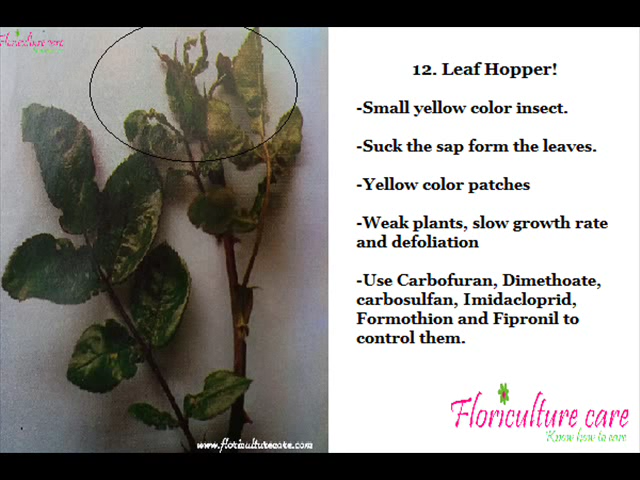 Floriculture care
12. Leaf Hopper!
-Small yellow color insect.
-Suck the sap form the leaves.
-Yellow color patches
-Weak plants, slow growth rate
and defoliation
-Use Carbofuran, Dimethoate,
carbosulfan, Imidacloprid,
Formothion and Fipronil to
control them.
Floriculture care
Know how to care
www.floriculturecare.com